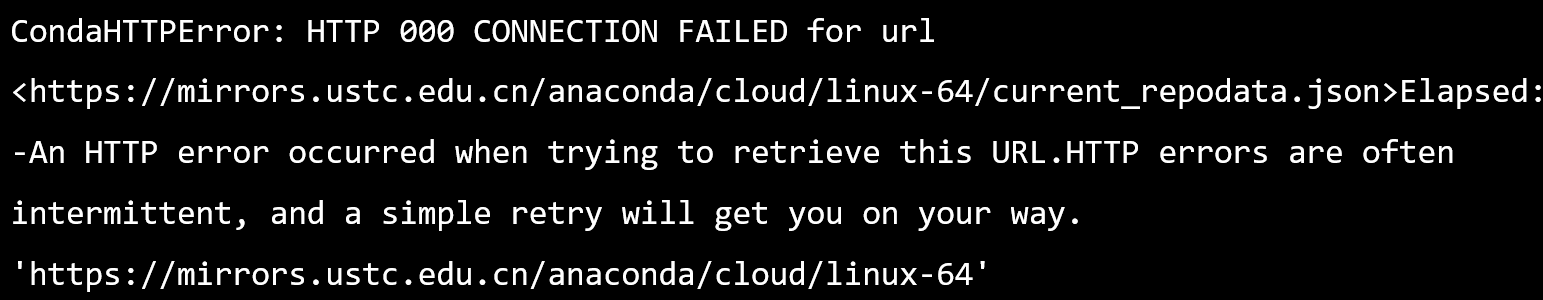 CondaHTTPError: HTTP 000 CONNECTION FAILED for url
<https://mirrors.ustc.edu.cn/anaconda/cloud/linux-64/current_repodata.json>Elapsed:
-An HTTP error occurred when trying to retrieve this URL.HTTP errors are often
intermittent, and a simple retry will get you on your way.
'https://mirrors.ustc.edu.cn/anaconda/cloud/linux-64'